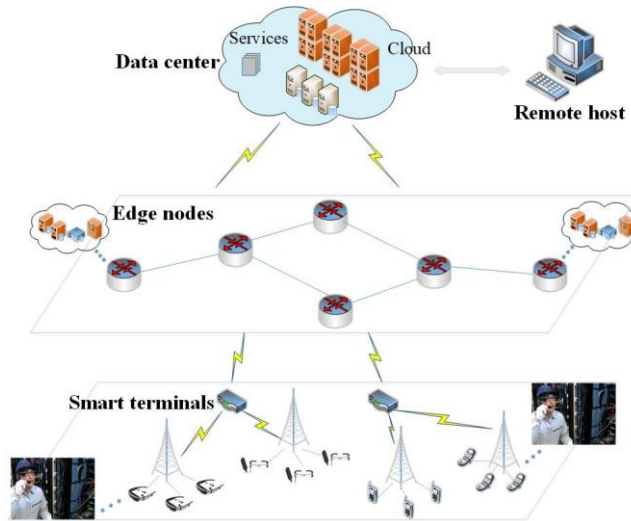 Services
Cloud
Data center
Remote host
Edge nodes
Smart terminals